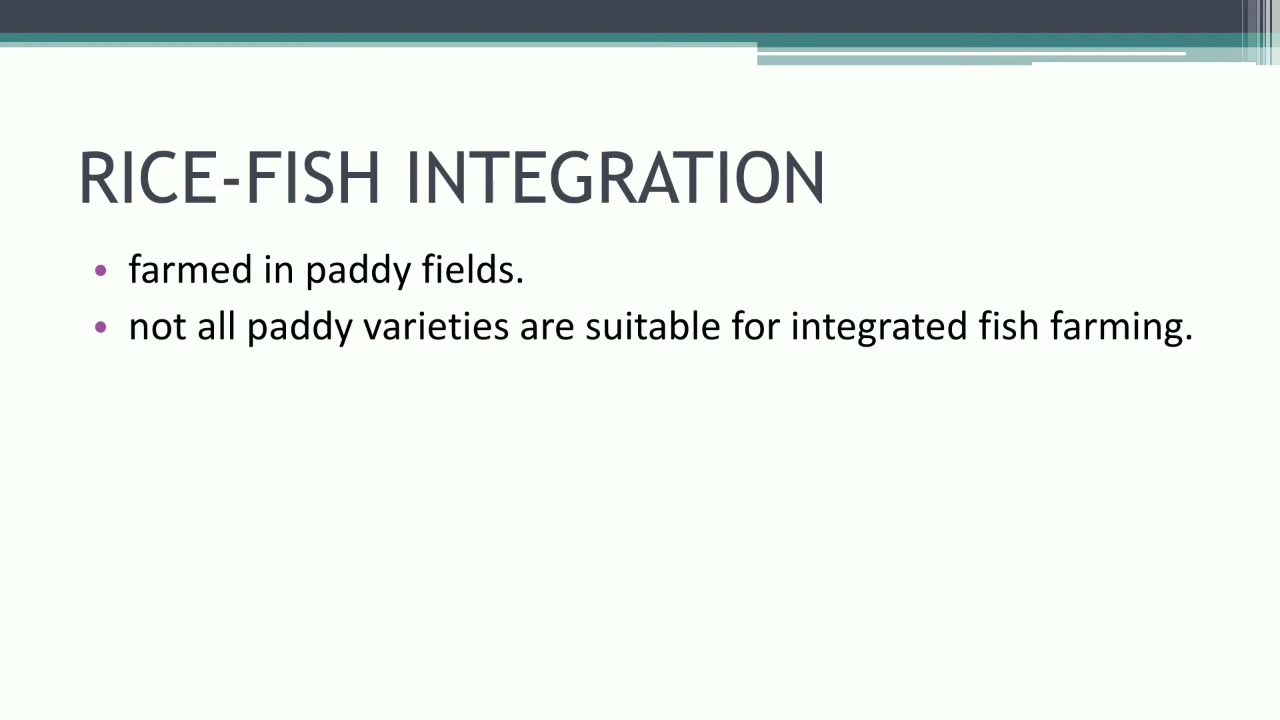 RICE-FISH INTEGRATION
• farmed in paddy fields.
• not all paddy varieties are suitable for integrated fish farming.